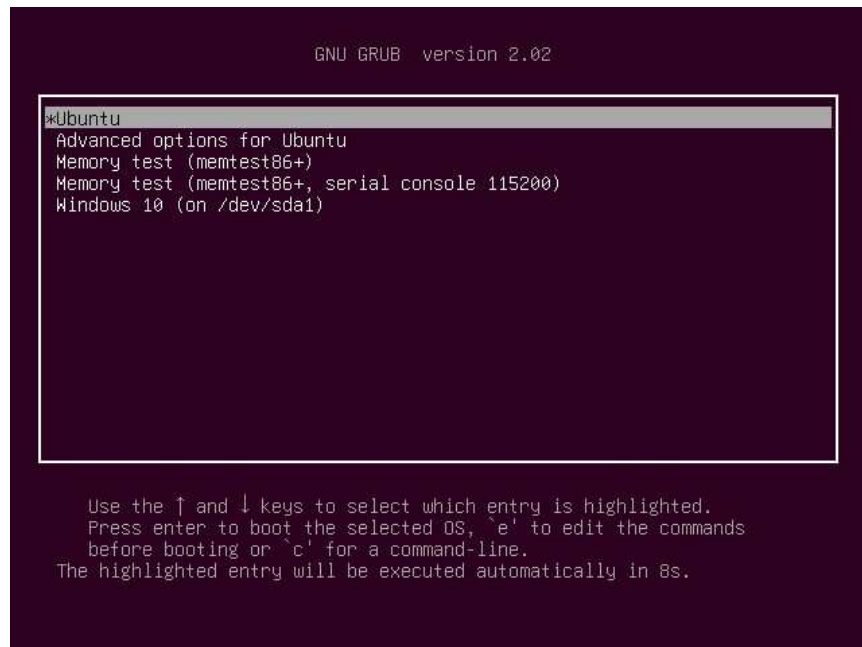 GNU GRUB version 2.02
*Ubuntu
Advanced options for Ubuntu
Memory test (memtest86+)
Memory test (memtest86+, serial console 115200)
Windows 10 (on /dev/sda1)
Use the ↑ and ↓ keys to select which entry is highlighted.
Press enter to boot the selected OS, `e' to edit the commands
before booting or `c' for a command-line.
The highlighted entry will be executed automatically in 8s.